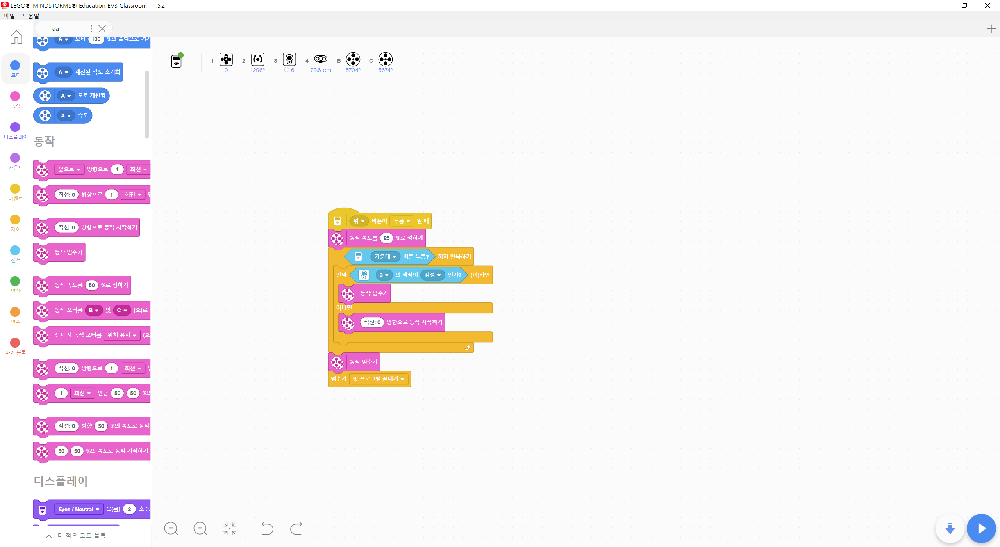 LEGO® MINDSTORMS® Education EV3 Classroom - 1.5.2
파일 도움말
aa
A 모터 100 %의 출력으로 켜기
A 계산된 각도 초기화
A 도로 계산됨
A 속도
동작
앞으로 방향으로 1 회전
직선: 0 방향으로 1 회전
직선: 0 방향으로 동작 시작하기
동작 멈추기
동작 속도를 50 %로 정하기
동작 모터를 B 및 C (으)로
정지 시 동작 모터를 위치 유지 (으
직선: 0 방향으로 1 회전
1 회전 만큼 50 50 %의
직선: 0 방향 50 %의 속도로 동작
50 50 %의 속도로 동작 시작하기
디스플레이
Eyes / Neutral 을(를) 2 초 동
더 적은 코드 블록
모터
동작
디스플레이
사운드
이벤트
제어
센서
연산
변수
마이 블록
1 2 3 4 B C
0 1296° 6 79.6 cm 5704° 5674°
위 버튼이 누름 일 때
동작 속도를 25 %로 정하기
가운데 버튼 누름? 까지 반복하기
만약 3 의 색상이 검정 인가? (이)라면
동작 멈추기
아니면
직선: 0 방향으로 동작 시작하기
동작 멈추기
멈추기 및 프로그램 끝내기